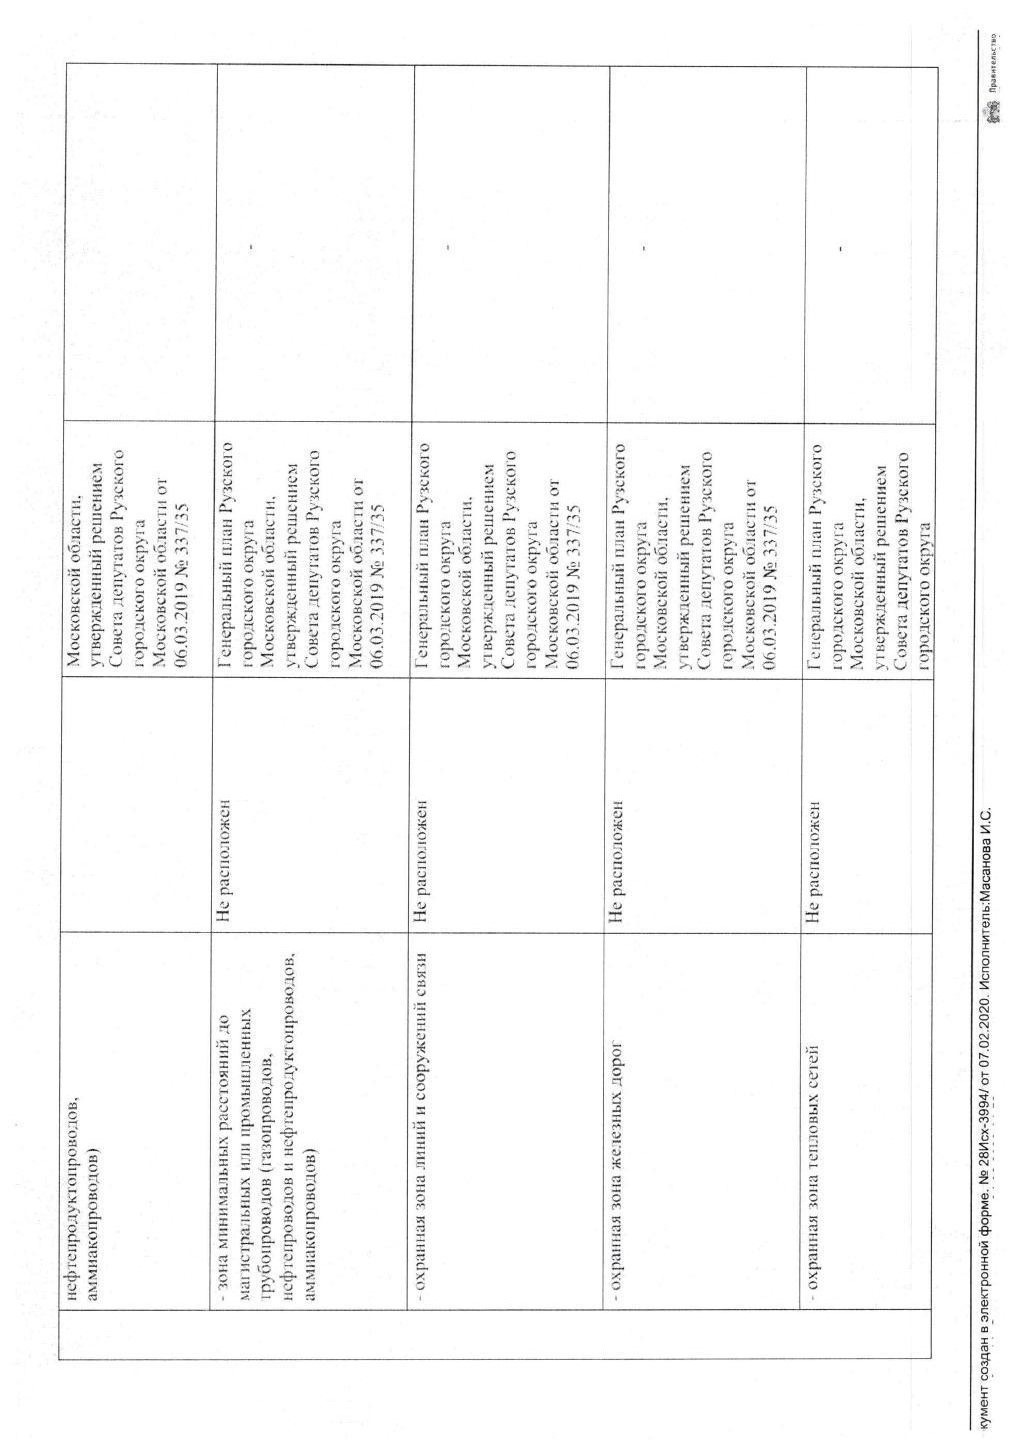 нефтепродуктопроводов,
аммиакопроводов)
Московской области,
утвержденный решением
Совета депутатов Рузского
городского округа
Московской области от
06.03.2019 № 337/35
- зона минимальных расстояний до
магистральных или промышленных
трубопроводов (газопроводов,
нефтепроводов и нефтепродуктопроводов,
аммиакопроводов)
Не расположен
Генеральный план Рузского
городского округа
Московской области,
утвержденный решением
Совета депутатов Рузского
городского округа
Московской области от
06.03.2019 № 337/35
-
- охранная зона линий и сооружений связи
Не расположен
Генеральный план Рузского
городского округа
Московской области,
утвержденный решением
Совета депутатов Рузского
городского округа
Московской области от
06.03.2019 № 337/35
-
- охранная зона железных дорог
Не расположен
Генеральный план Рузского
городского округа
Московской области,
утвержденный решением
Совета депутатов Рузского
городского округа
Московской области от
06.03.2019 № 337/35
-
- охранная зона тепловых сетей
Не расположен
Генеральный план Рузского
городского округа
Московской области,
утвержденный решением
Совета депутатов Рузского
городского округа
-
кумент создан в электронной форме. № 28Исх-3994/ от 07.02.2020. Исполнитель:Масанова И.С.
Правительство